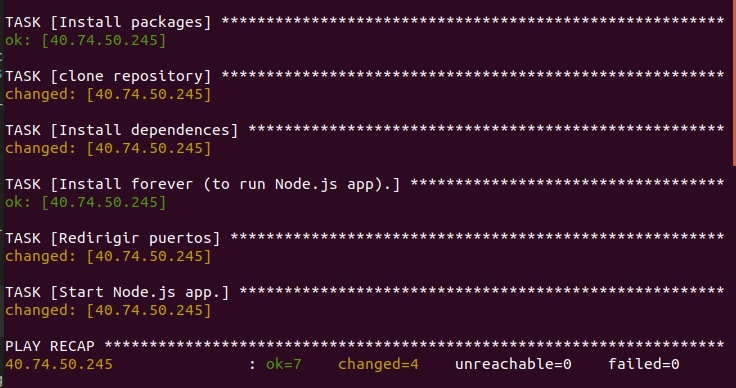 TASK [Install packages] ********************************************************
ok: [40.74.50.245]
TASK [clone repository] ********************************************************
changed: [40.74.50.245]
TASK [Install dependences] *****************************************************
changed: [40.74.50.245]
TASK [Install forever (to run Node.js app).] ***********************************
ok: [40.74.50.245]
TASK [Redirigir puertos] *******************************************************
changed: [40.74.50.245]
TASK [Start Node.js app.] ******************************************************
changed: [40.74.50.245]
PLAY RECAP *********************************************************************
40.74.50.245 : ok=7 changed=4 unreachable=0 failed=0